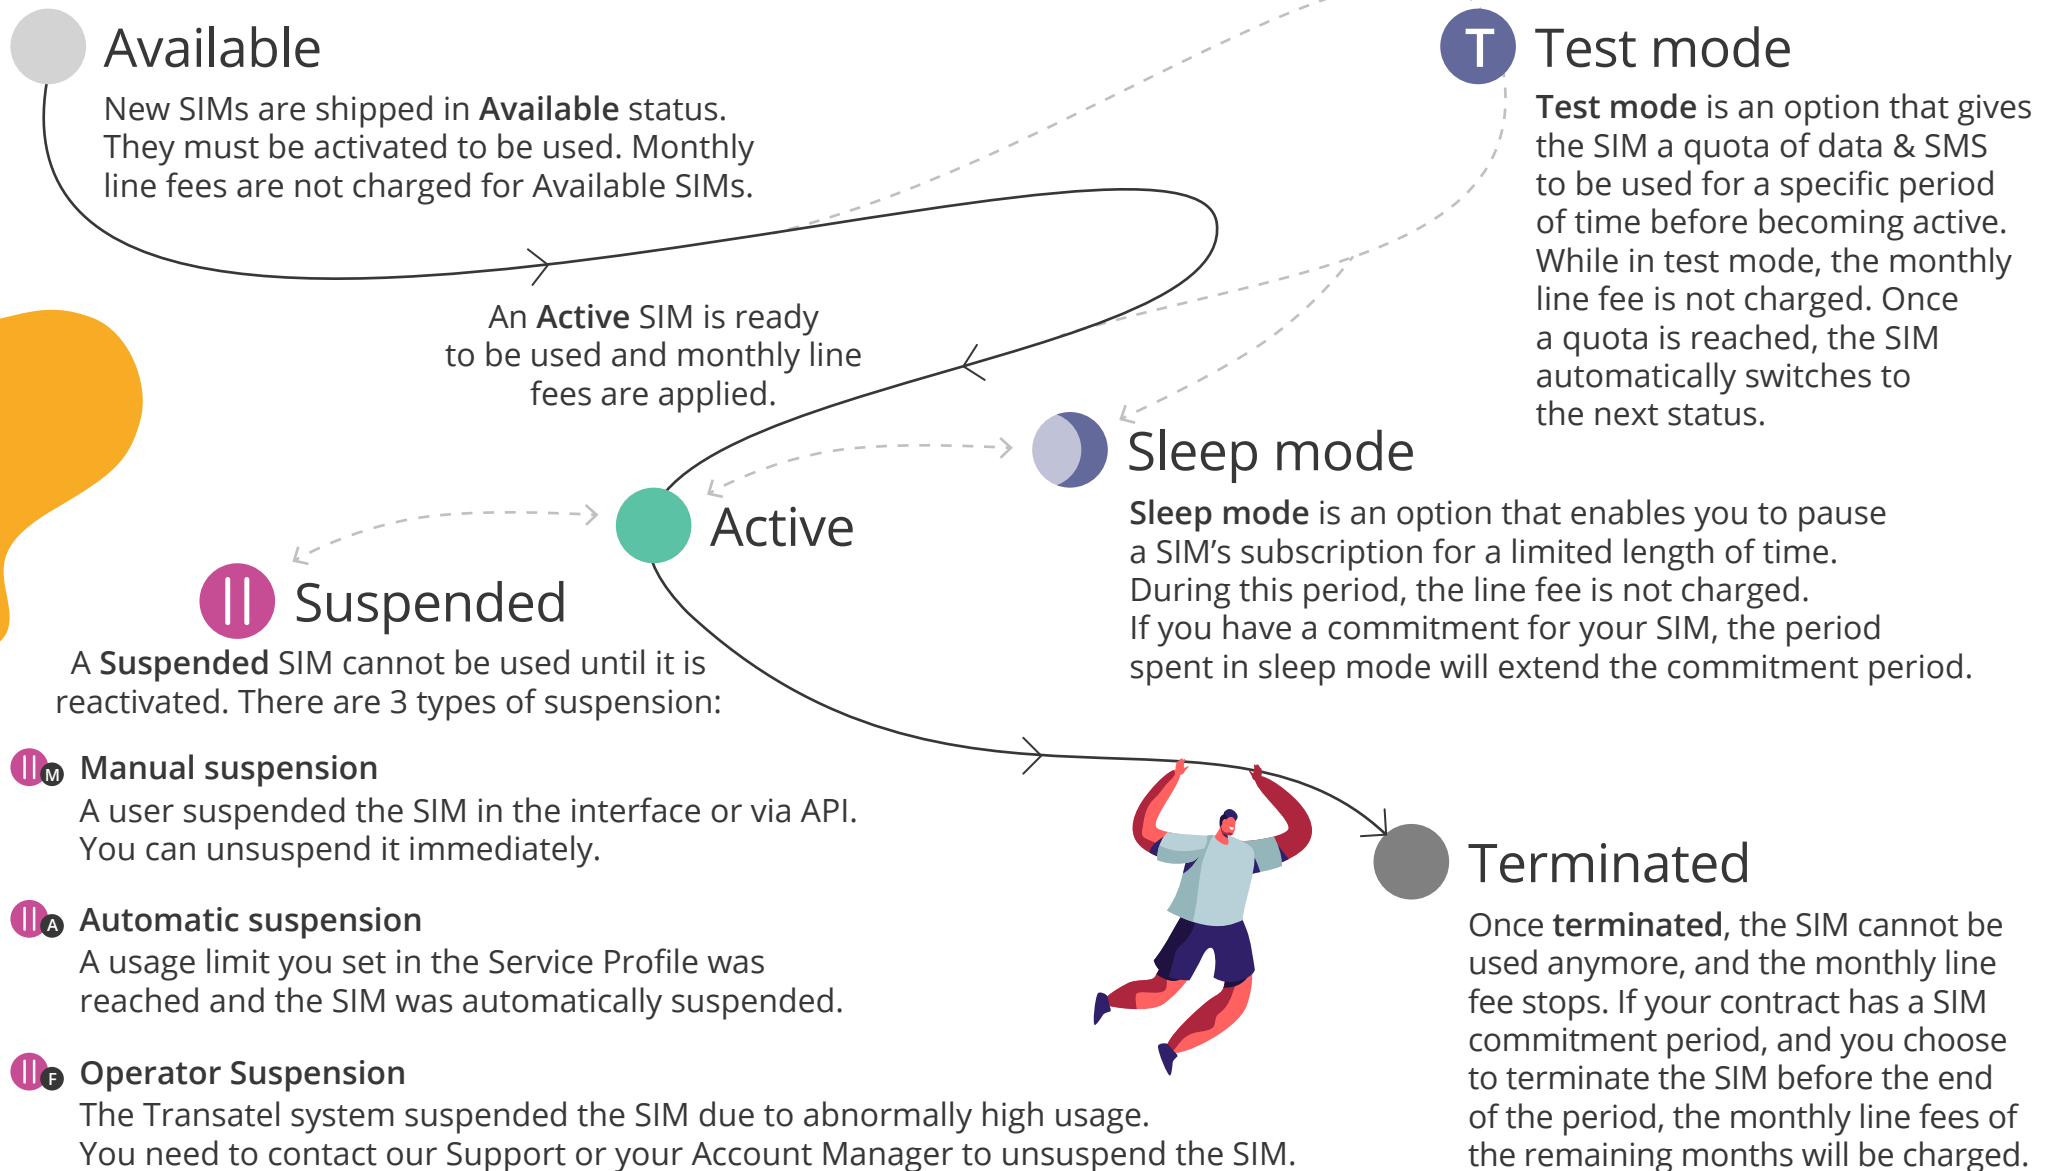 Available
New SIMs are shipped in Available status.
They must be activated to be used. Monthly
line fees are not charged for Available SIMs.
T
Test mode
Test mode is an option that gives
the SIM a quota of data & SMS
to be used for a specific period
of time before becoming active.
While in test mode, the monthly
line fee is not charged. Once
a quota is reached, the SIM
automatically switches to
the next status.
An Active SIM is ready
to be used and monthly line
fees are applied.
Active
Sleep mode
Sleep mode is an option that enables you to pause
a SIM’s subscription for a limited length of time.
During this period, the line fee is not charged.
If you have a commitment for your SIM, the period
spent in sleep mode will extend the commitment period.
Suspended
A Suspended SIM cannot be used until it is
reactivated. There are 3 types of suspension:
M
Manual suspension
A user suspended the SIM in the interface or via API.
You can unsuspend it immediately.
A
Automatic suspension
A usage limit you set in the Service Profile was
reached and the SIM was automatically suspended.
F
Operator Suspension
The Transatel system suspended the SIM due to abnormally high usage.
You need to contact our Support or your Account Manager to unsuspend the SIM.
Terminated
Once terminated, the SIM cannot be
used anymore, and the monthly line
fee stops. If your contract has a SIM
commitment period, and you choose
to terminate the SIM before the end
of the period, the monthly line fees of
the remaining months will be charged.